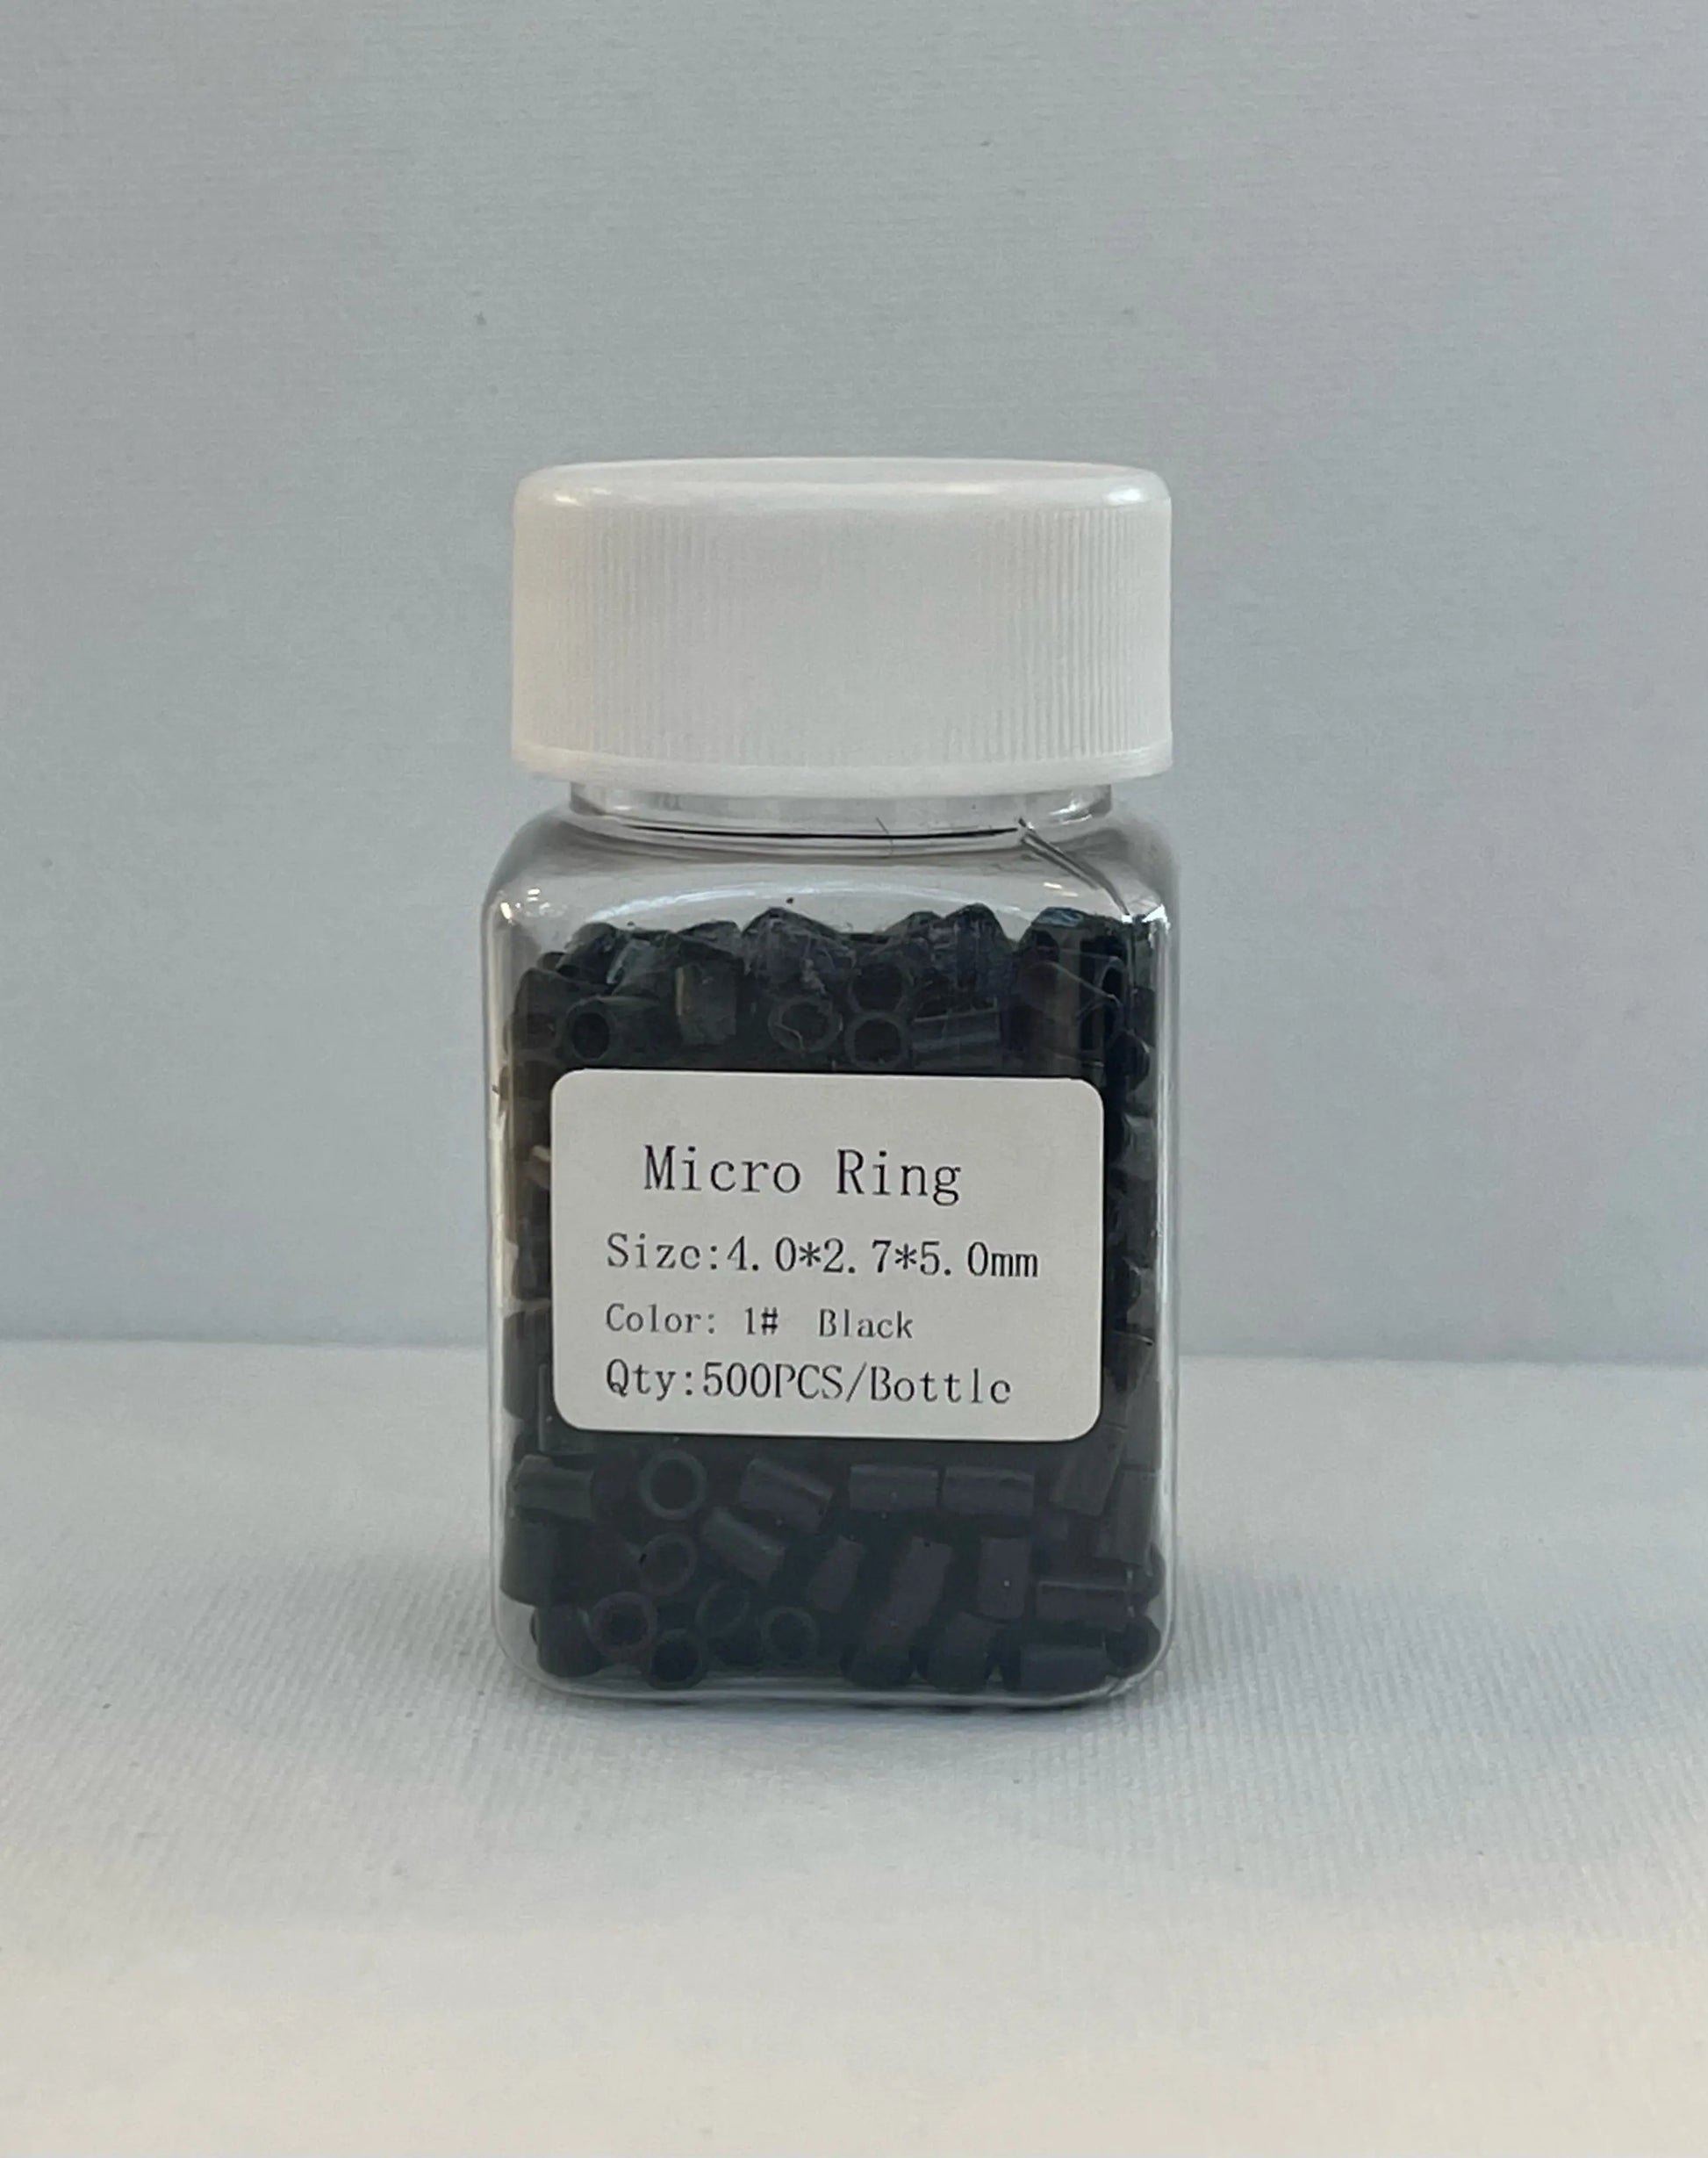 Micro Ring
Size:4.0*2.7*5.0mm
Color: 1# Black
Qty:500PCS/Bottle